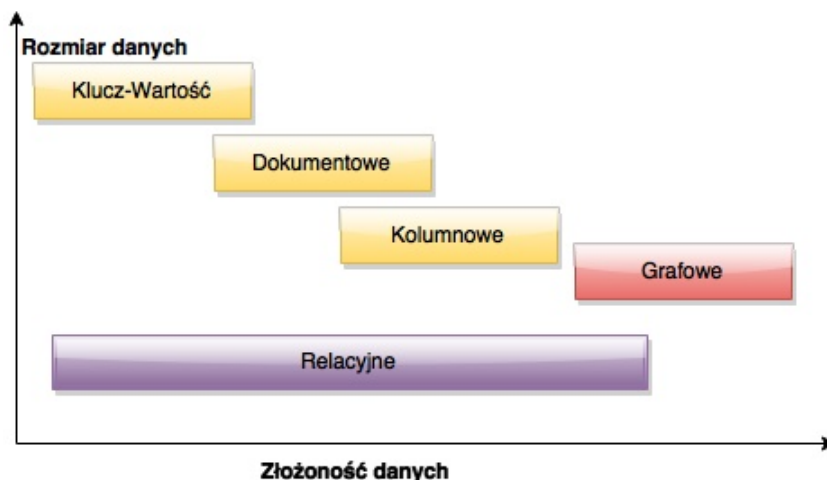 Rozmiar danych
Klucz-Wartość
Dokumentowe
Kolumnowe
Grafowe
Relacyjne
Złożoność danych